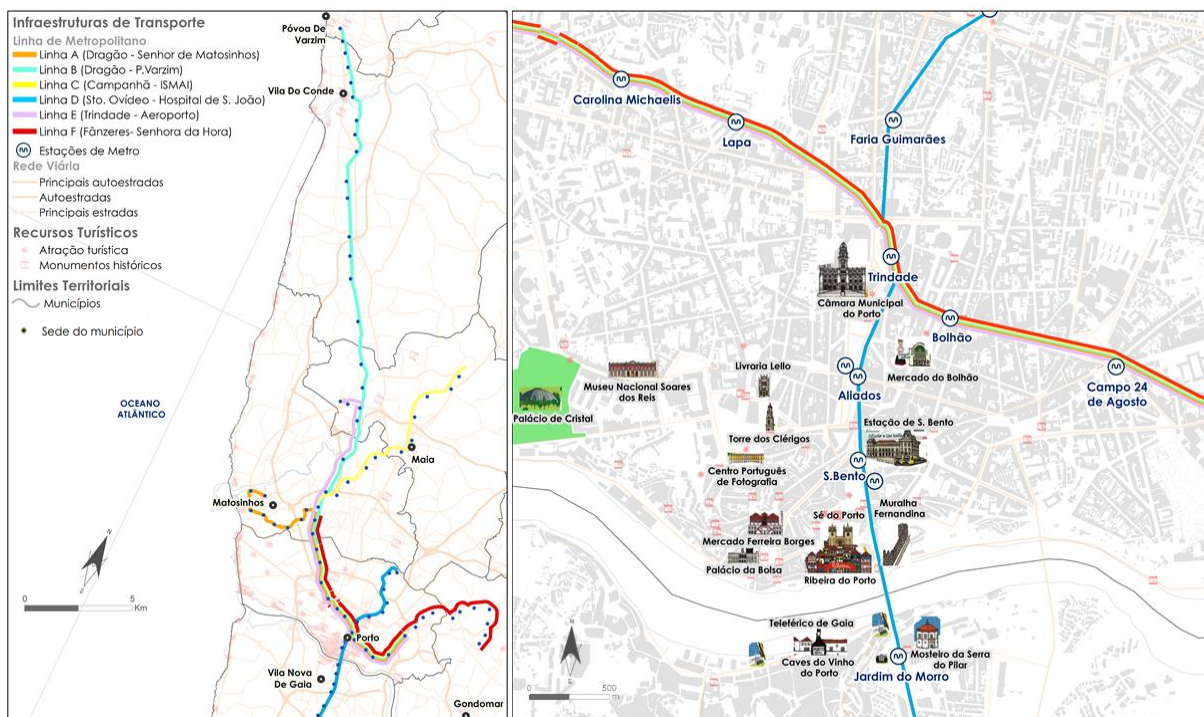 Infraestruturas de Transporte
Linha de Metropolitano
Linha A (Dragão - Senhor de Matosinhos)
Linha B (Dragão - P.Varzim)
Linha C (Campanhã - ISMAI)
Linha D (Sto. Ovídeo - Hospital de S. João)
Linha E (Trindade - Aeroporto)
Linha F (Fânzeres- Senhora da Hora)
Estações de Metro
Rede Viária
Principais autoestradas
Autoestradas
Principais estradas
Recursos Turísticos
Atração turística
Monumentos históricos
Limites Territoriais
Municípios
Sede do município
Póvoa De
Varzim
Vila Do Conde
OCEANO
ATLÂNTICO
Maia
Matosinhos
N
0 5
Km
Porto
Vila Nova
De Gaia
Gondomar
Carolina Michaelis
Lapa
Faria Guimarães
Trindade
Câmara Municipal
do Porto
Bolhão
Mercado do Bolhão
Campo 24
de Agosto
Livraria Lello
Museu Nacional Soares
dos Reis
Palácio de Cristal
Aliados
Torre dos Clérigos
Estação de S. Bento
Centro Português
de Fotografia
S.Bento
Muralha
Fernandina
Sé do Porto
Mercado Ferreira Borges
Palácio da Bolsa
Ribeira do Porto
Teleférico de Gaia
Caves do Vinho
do Porto
Mosteiro da Serra
do Pilar
Jardim do Morro
0 500
m